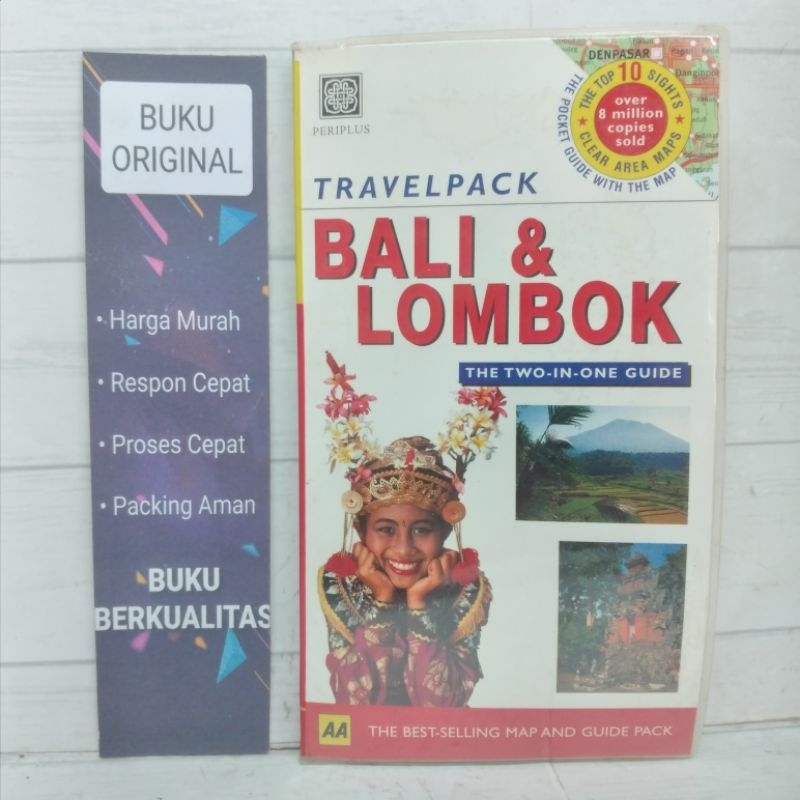 BUKU
ORIGINAL
• Harga Murah
• Respon Cepat
• Proses Cepat
• Packing Aman
BUKU
BERKUALITAS
PERIPLUS
DENPASAR
THE TOP 10 SIGHTS
over
8 million
copies
sold
CLEAR AREA MAPS
THE POCKET GUIDE WITH THE MAP
TRAVELPACK
BALI &
LOMBOK
THE TWO-IN-ONE GUIDE
AA
THE BEST-SELLING MAP AND GUIDE PACK